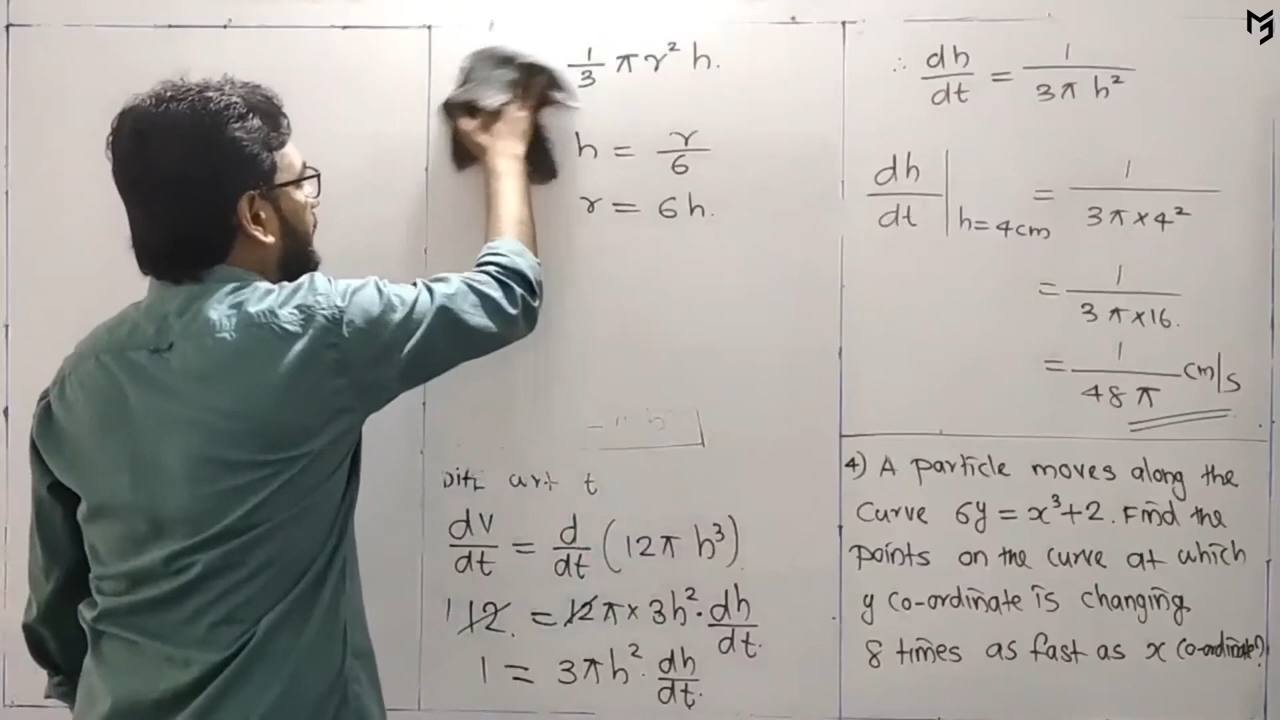 1/3 π r² h.
h = r/6
r = 6h.
Diff w.r.t t
dv/dt = d/dt (12π h³)
1 12 = 12π × 3h² · dh/dt
1 = 3πh² · dh/dt.
∴ dh/dt = 1/3π h²
dh/dt | h=4cm = 1/3π×4²
= 1/3π×16.
= 1/48π cm/s
4) A particle moves along the
curve 6y = x³+2. Find the
points on the curve at which
y co-ordinate is changing
8 times as fast as x co-ordinate?